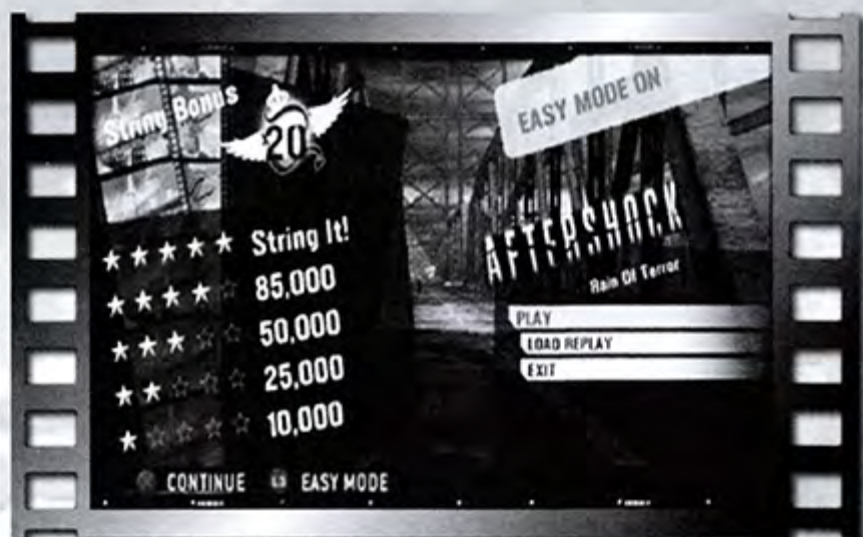 String Bonus
20
String It!
85,000
50,000
25,000
10,000
CONTINUE
L3 EASY MODE
EASY MODE ON
AFTERSHOCK
Rain Of Terror
PLAY
LOAD REPLAY
EXIT